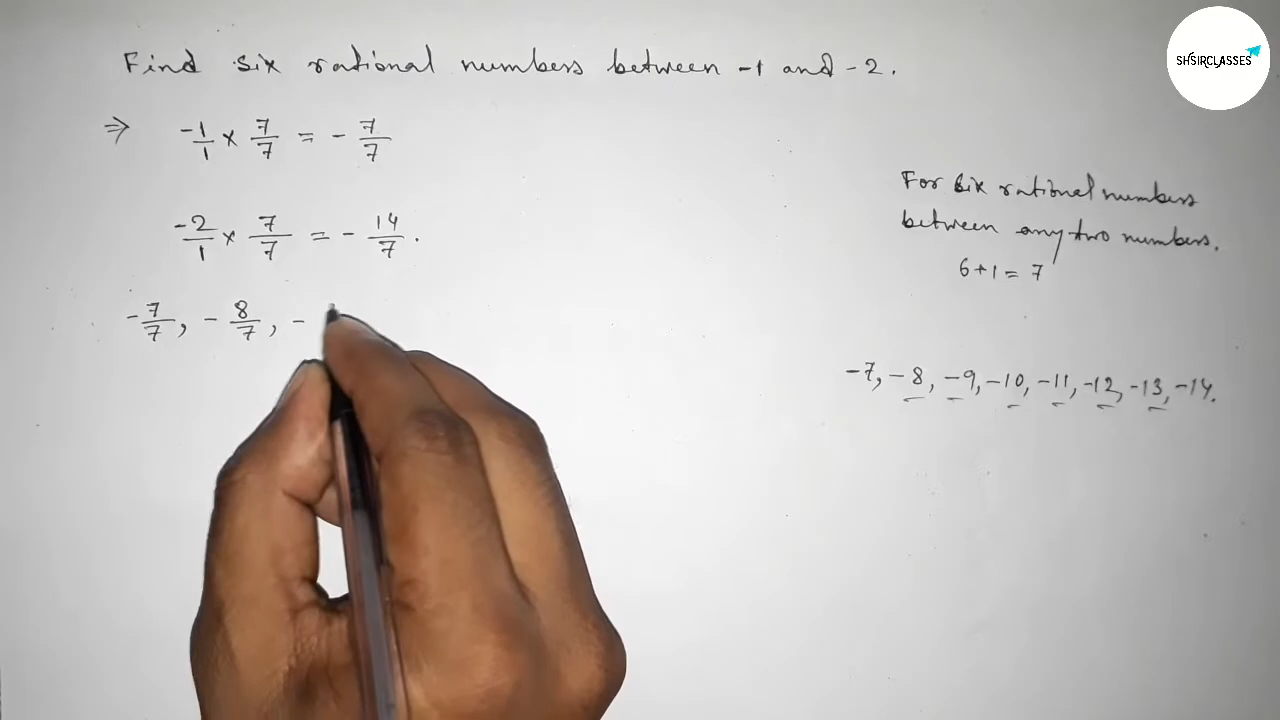 Find six rational numbers between -1 and -2.
⇒ -1/1 × 7/7 = - 7/7
-2/1 × 7/7 = - 14/7.
-7/7, - 8/7, -
SHSIRCLASSES
For six rational numbers
between any two numbers.
6+1 = 7
-7, -8, -9, -10, -11, -12, -13, -14.